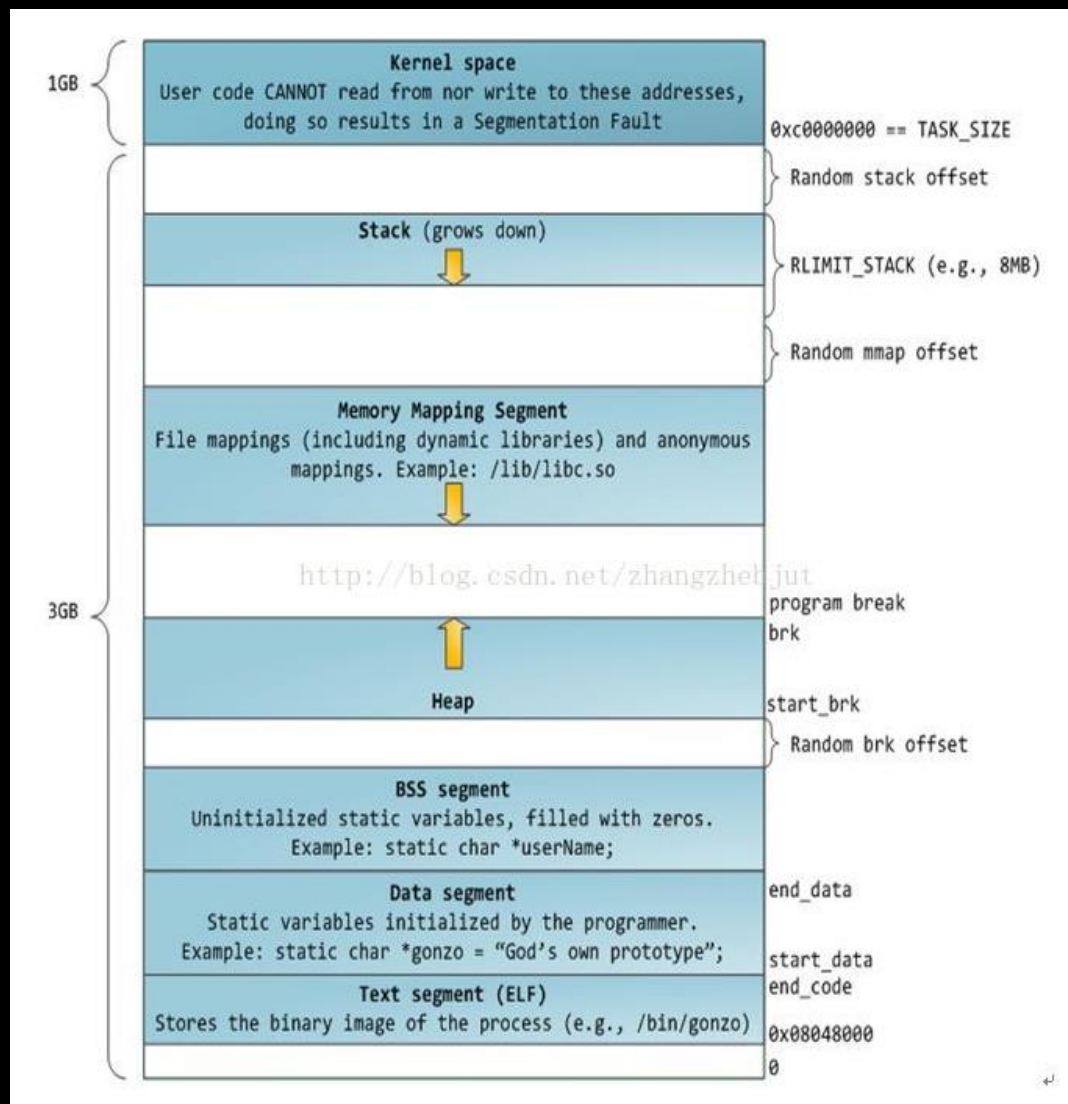 1GB
Kernel space
User code CANNOT read from nor write to these addresses,
doing so results in a Segmentation Fault
0xc0000000 == TASK_SIZE
Random stack offset
Stack (grows down)
RLIMIT_STACK (e.g., 8MB)
Random mmap offset
Memory Mapping Segment
File mappings (including dynamic libraries) and anonymous
mappings. Example: /lib/libc.so
http://blog.csdn.net/zhangzhebjut
3GB
program break
brk
Heap
start_brk
Random brk offset
BSS segment
Uninitialized static variables, filled with zeros.
Example: static char *userName;
Data segment
end_data
Static variables initialized by the programmer.
Example: static char *gonzo = “God’s own prototype”;
start_data
end_code
Text segment (ELF)
Stores the binary image of the process (e.g., /bin/gonzo)
0x08048000
0